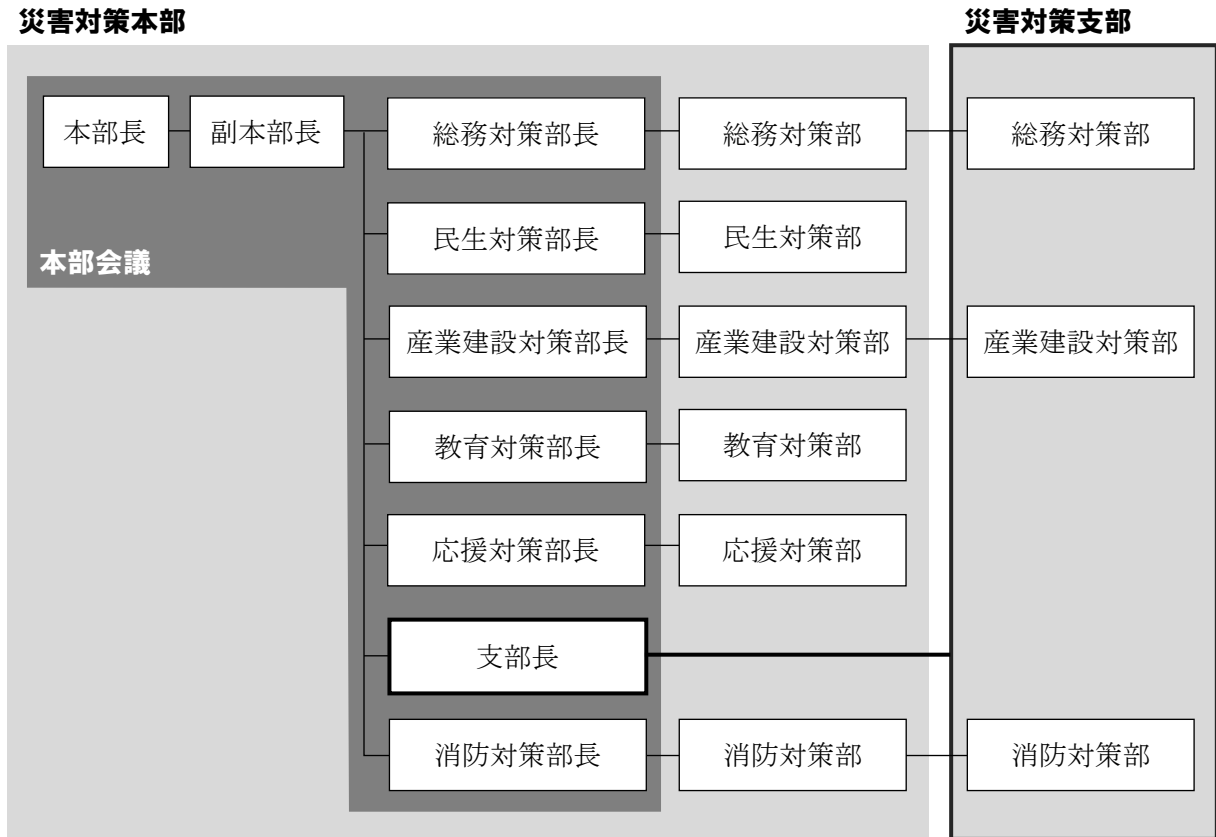 災害対策本部
災害対策支部
本部長
副本部長
総務対策部長
総務対策部
総務対策部
民生対策部長
民生対策部
本部会議
産業建設対策部長
産業建設対策部
産業建設対策部
教育対策部長
教育対策部
応援対策部長
応援対策部
支部長
消防対策部長
消防対策部
消防対策部